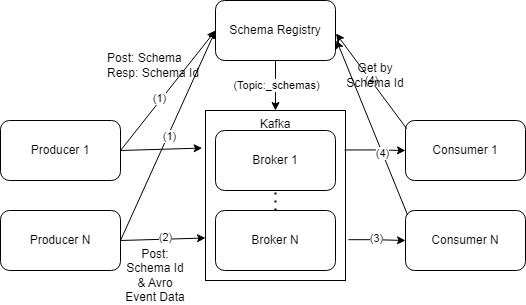 Schema Registry
Post: Schema
Resp: Schema Id
Get by
Schema Id
(4)
(1)
(Topic:_schemas)
Kafka
(1)
Producer 1
Broker 1
(4)
Consumer 1
Producer N
(2)
Broker N
(3)
Consumer N
Post:
Schema Id
& Avro
Event Data